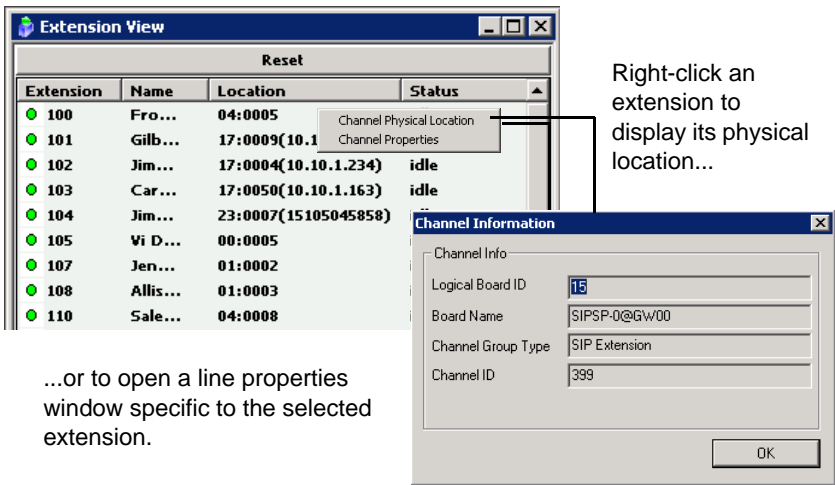 Extension View
Reset
Extension Name Location Status
100 Fro... 04:0005
Channel Physical Location
Channel Properties
101 Gilb... 17:0009(10.1
102 Jim... 17:0004(10.10.1.234) idle
103 Car... 17:0050(10.10.1.163) idle
104 Jim... 23:0007(15105045858)
105 Vi D... 00:0005
107 Jen... 01:0002
108 Allis... 01:0003
110 Sale... 04:0008
Right-click an
extension to
display its physical
location...
Channel Information
Channel Info
Logical Board ID 15
Board Name SIPSP-0@GW00
Channel Group Type SIP Extension
Channel ID 399
OK
...or to open a line properties
window specific to the selected
extension.